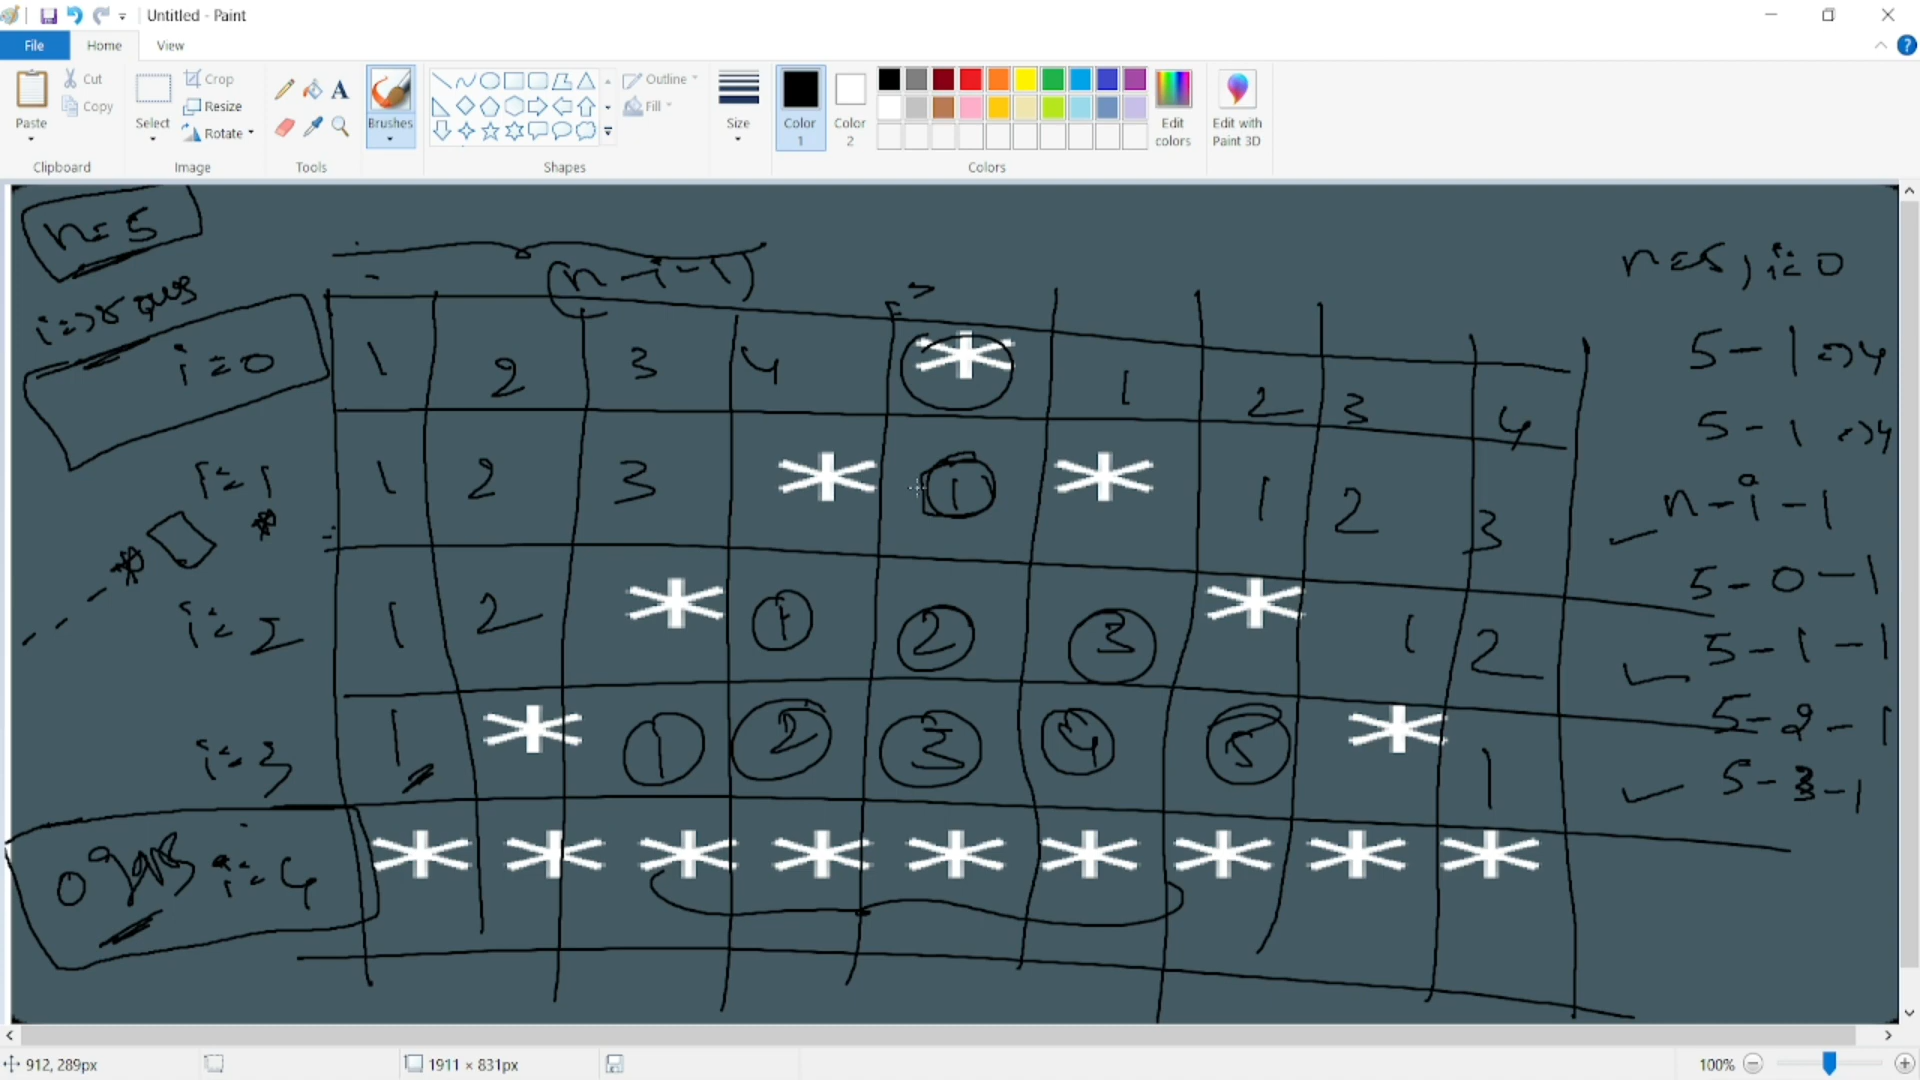 Untitled - Paint
File Home View
Paste
Cut
Copy
Clipboard
Select
Crop
Resize
Rotate
Image
Tools
Brushes
Shapes
Outline
Fill
Size
Color 1
Color 2
Edit colors
Colors
Edit with Paint 3D
n=5
i=>rows
(n-i-1)
n=5, i=0
i=0 1 2 3 4 * 1 2 3 4
5-1=>4
5-1=>4
i=1 1 2 3 * 1 * 1 2 3
n-i-1
5-0-1
* *
i=2 1 2 * 1 2 3 * 1 2
5-1-1
5-2-1
i=3 1 * 1 2 3 4 5 * 1
5-3-1
i=4 * * * * * * * * *
912, 289px
1911 × 831px
100%